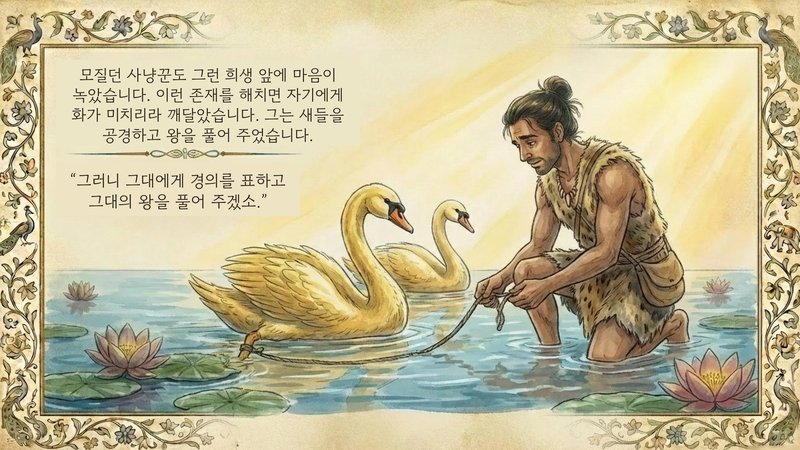 모질던 사냥꾼도 그런 희생 앞에 마음이
녹았습니다. 이런 존재를 해치면 자기에게
화가 미치리라 깨달았습니다. 그는 새들을
공경하고 왕을 풀어 주었습니다.
“그러니 그대에게 경의를 표하고
그대의 왕을 풀어 주겠소.”